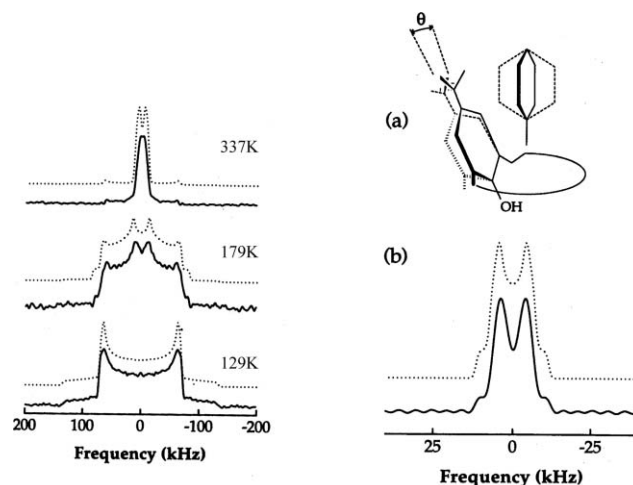 337K
179K
129K
200 100 0 -100 -200
Frequency (kHz)
θ
(a)
OH
(b)
25 0 -25
Frequency (kHz)